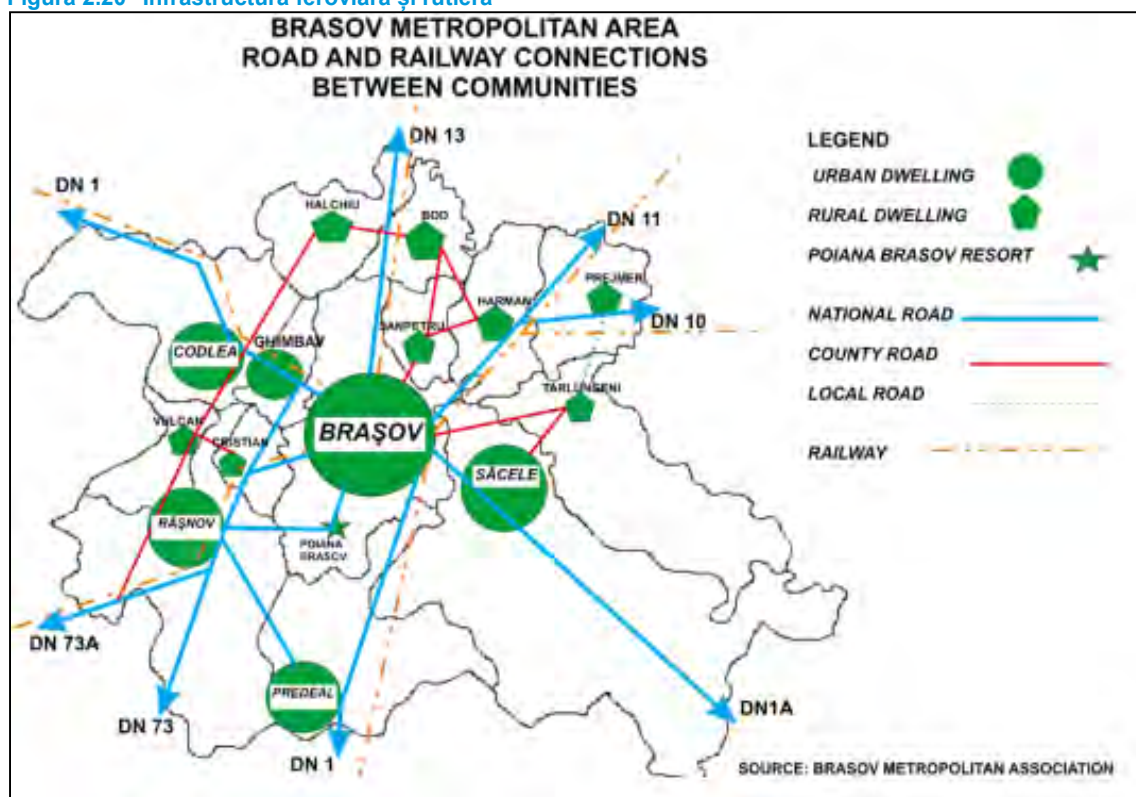 Figura 2.20 Infrastructura feroviară și rutieră
BRASOV METROPOLITAN AREA
ROAD AND RAILWAY CONNECTIONS
BETWEEN COMMUNITIES
DN 13
DN 1
HALCHIU
BOD
DN 11
PREJMER
HARMAN
SANPETRU
DN 10
CODLEA
GHIMBAV
TARLUNGENI
BRAŞOV
VULCAN
CRISTIAN
SĂCELE
RÂŞNOV
POIANA
BRASOV
DN 73A
PREDEAL
DN 73
DN 1
DN1A
LEGEND
URBAN DWELLING
RURAL DWELLING
POIANA BRASOV RESORT
NATIONAL ROAD
COUNTY ROAD
LOCAL ROAD
RAILWAY
SOURCE: BRASOV METROPOLITAN ASSOCIATION